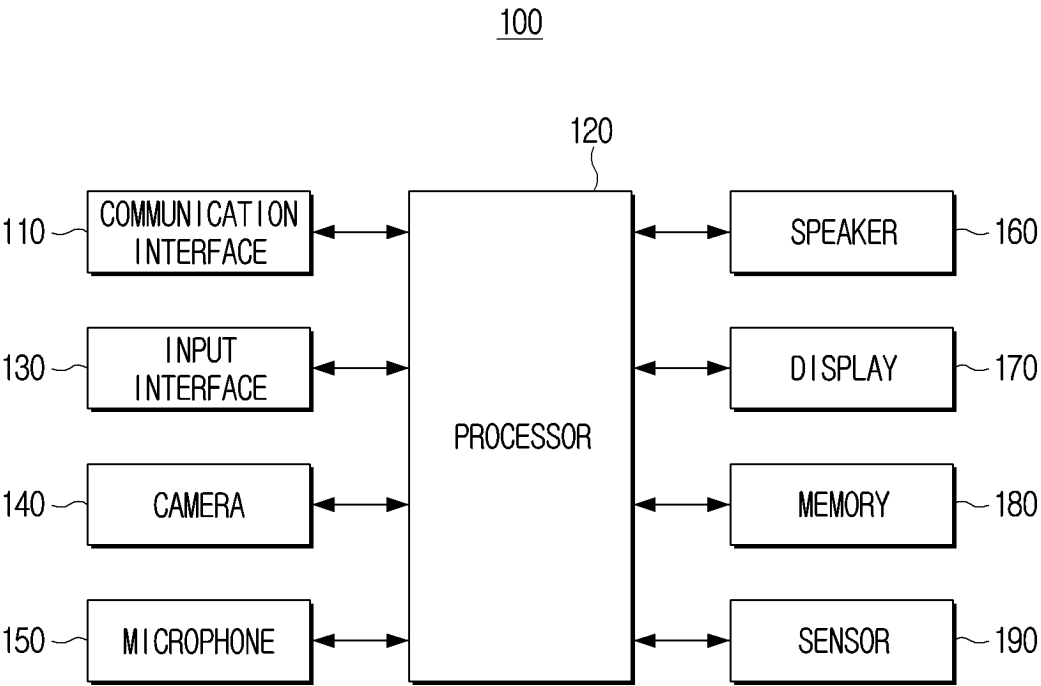 100
120
110
COMMUNICATION
INTERFACE
130
INPUT
INTERFACE
140
CAMERA
150
MICROPHONE
PROCESSOR
SPEAKER
160
DISPLAY
170
MEMORY
180
SENSOR
190